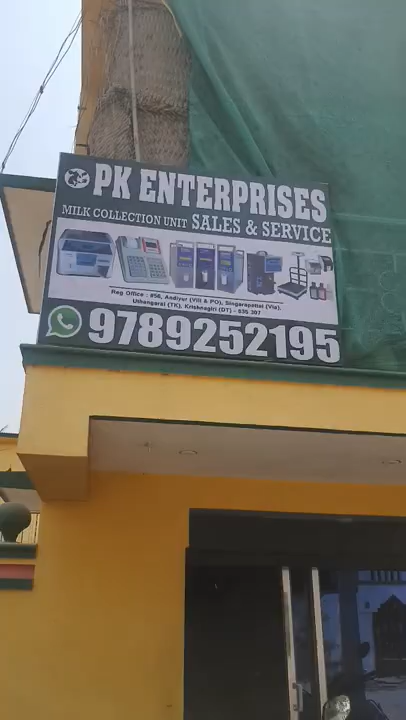 PK ENTERPRISES
MILK COLLECTION UNIT SALES & SERVICE
Reg Office : #56, Andiyur (Vill & PO), Singarapettai (Via),
Uthangarai (TK), Krishnagiri (DT) - 635 307
9789252195